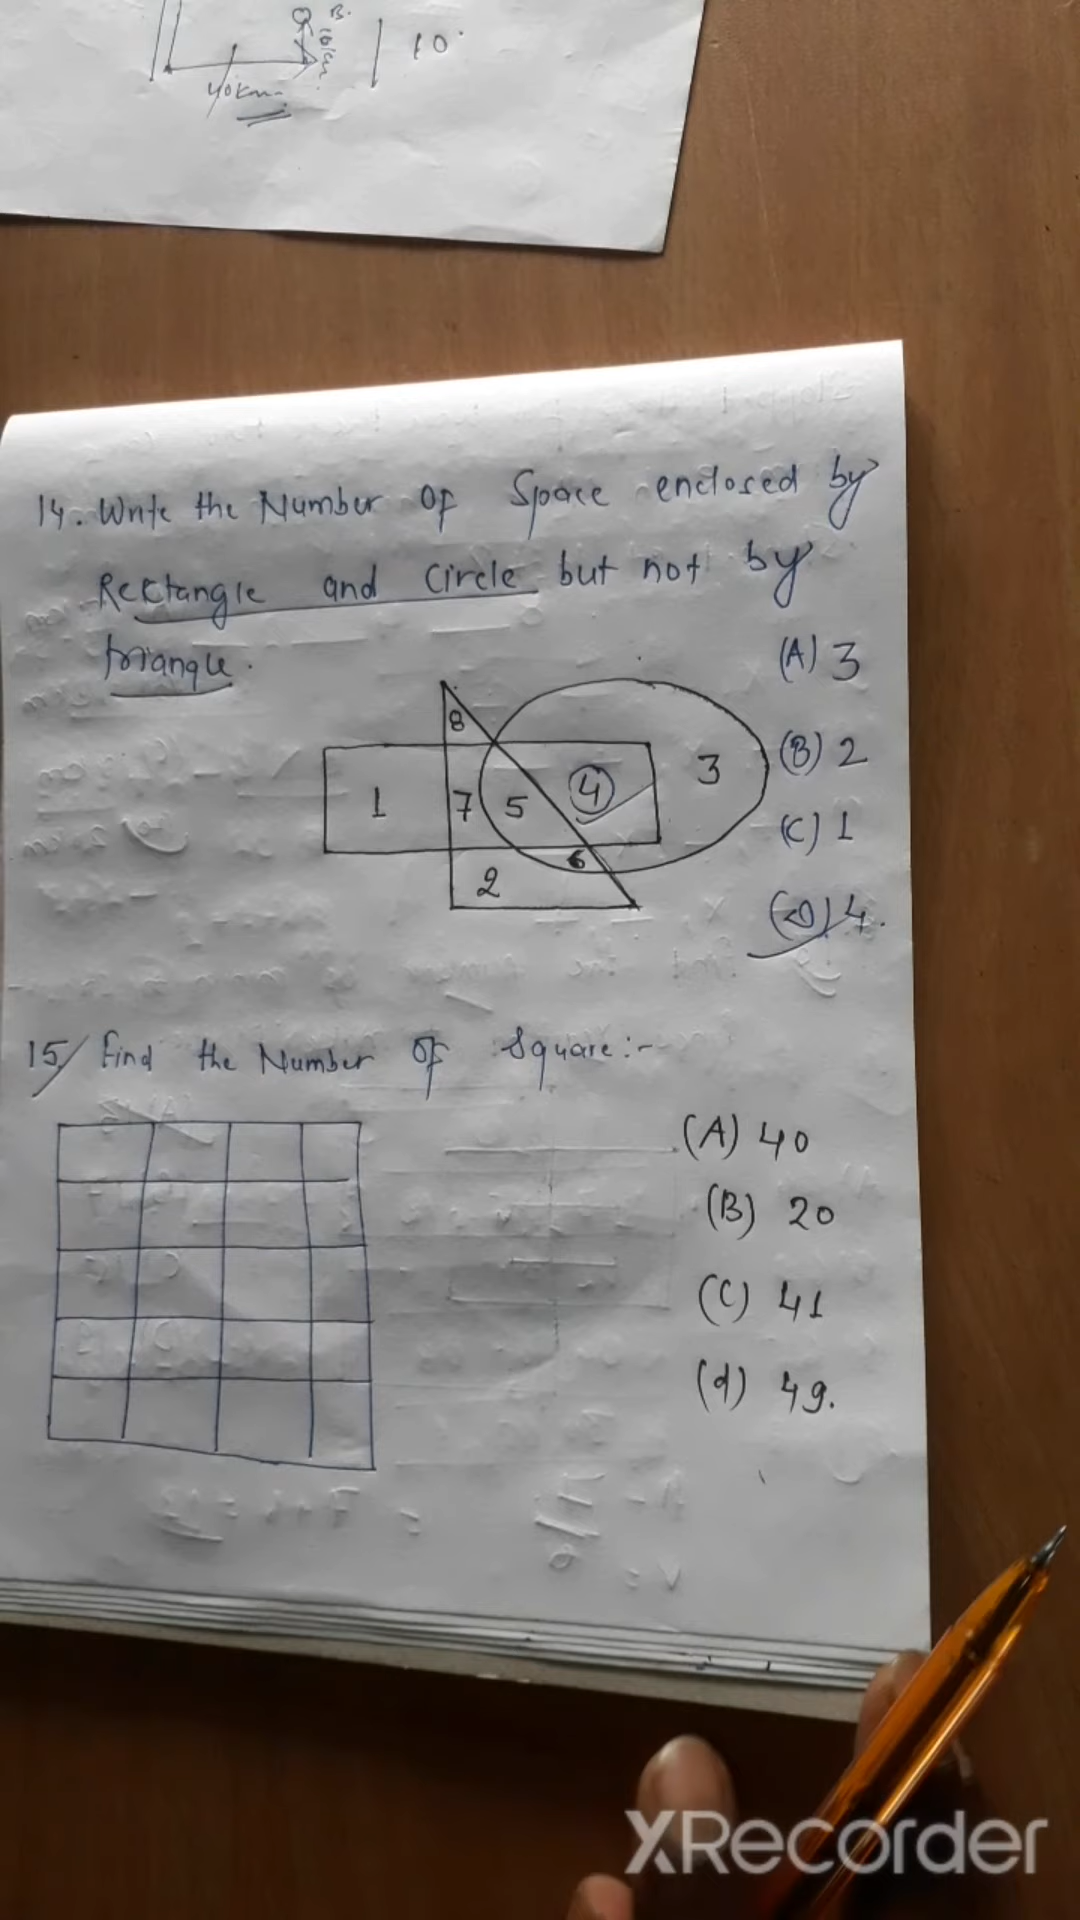 B.
10km
10
40km
14. Write the Number Of Space enclosed by
Rectangle and Circle but not by
triangle.
(A) 3
8
(B) 2
3
1
7
5
4
(C) 1
6
2
(D) 4.
15/ Find the Number Of Square:-
(A) 40
(B) 20
(C) 41
(d) 49.
XRecorder